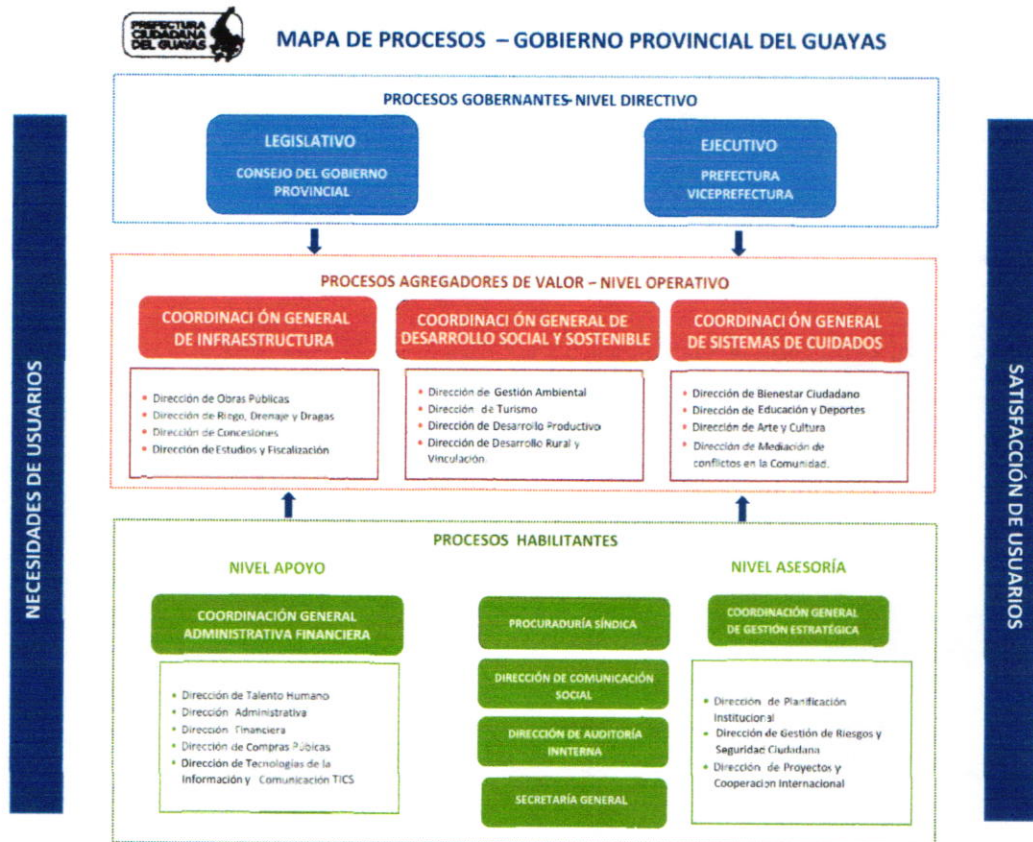 PREFECTURA
CIUDADANA
DEL GUAYAS
MAPA DE PROCESOS – GOBIERNO PROVINCIAL DEL GUAYAS
NECESIDADES DE USUARIOS
PROCESOS GOBERNANTES- NIVEL DIRECTIVO
LEGISLATIVO
CONSEJO DEL GOBIERNO
PROVINCIAL
EJECUTIVO
PREFECTURA
VICEPREFECTURA
PROCESOS AGREGADORES DE VALOR – NIVEL OPERATIVO
COORDINACI ÓN GENERAL
DE INFRAESTRUCTURA
• Dirección de Obras Públicas
• Dirección de Riego, Drenaje y Dragas
• Dirección de Concesiones
• Dirección de Estudios y Fiscalización
COORDINACI ÓN GENERAL DE
DESARROLLO SOCIAL Y SOSTENIBLE
• Dirección de Gestión Ambiental
• Dirección de Turismo
• Dirección de Desarrollo Productivo
• Dirección de Desarrollo Rural y
Vinculación.
COORDINACI ÓN GENERAL
DE SISTEMAS DE CUIDADOS
• Dirección de Bienestar Ciudadano
• Dirección de Educación y Deportes
• Dirección de Arte y Cultura
• Dirección de Mediación de
conflictos en la Comunidad.
PROCESOS HABILITANTES
NIVEL APOYO
COORDINACIÓN GENERAL
ADMINISTRATIVA FINANCIERA
• Dirección de Talento Humano
• Dirección Administrativa
• Dirección Financiera
• Dirección de Compras Púbicas
• Dirección de Tecnologías de la
Información y Comunicación TICS
PROCURADURÍA SÍNDICA
DIRECCIÓN DE COMUNICACIÓN
SOCIAL
DIRECCIÓN DE AUDITORÍA
INNTERNA
SECRETARÍA GENERAL
NIVEL ASESORÍA
COORDINACIÓN GENERAL
DE GESTIÓN ESTRATÉGICA
• Dirección de Planificación
Institucional
• Dirección de Gestión de Riesgos y
Seguridad Ciudadana
• Dirección de Proyectos y
Cooperacion Internacional
SATISFACCIÓN DE USUARIOS